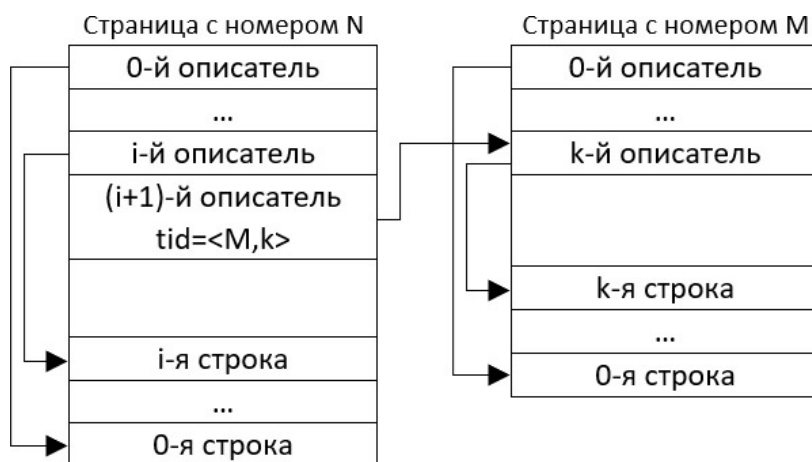 Страница с номером N
0-й описатель
...
i-й описатель
(i+1)-й описатель
tid=<M,k>
i-я строка
...
0-я строка
Страница с номером M
0-й описатель
...
k-й описатель
k-я строка
...
0-я строка